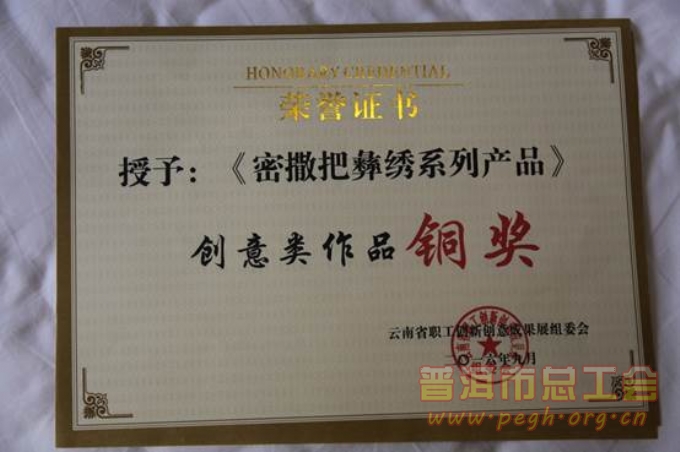 HONORARY CREDENTIAL
荣誉证书
授予：《密撒把彝绣系列产品》
创意类作品铜奖
云南省职工创新创意成果展组委会
二〇一六年九月
普洱市总工会
www.pegh.org.cn